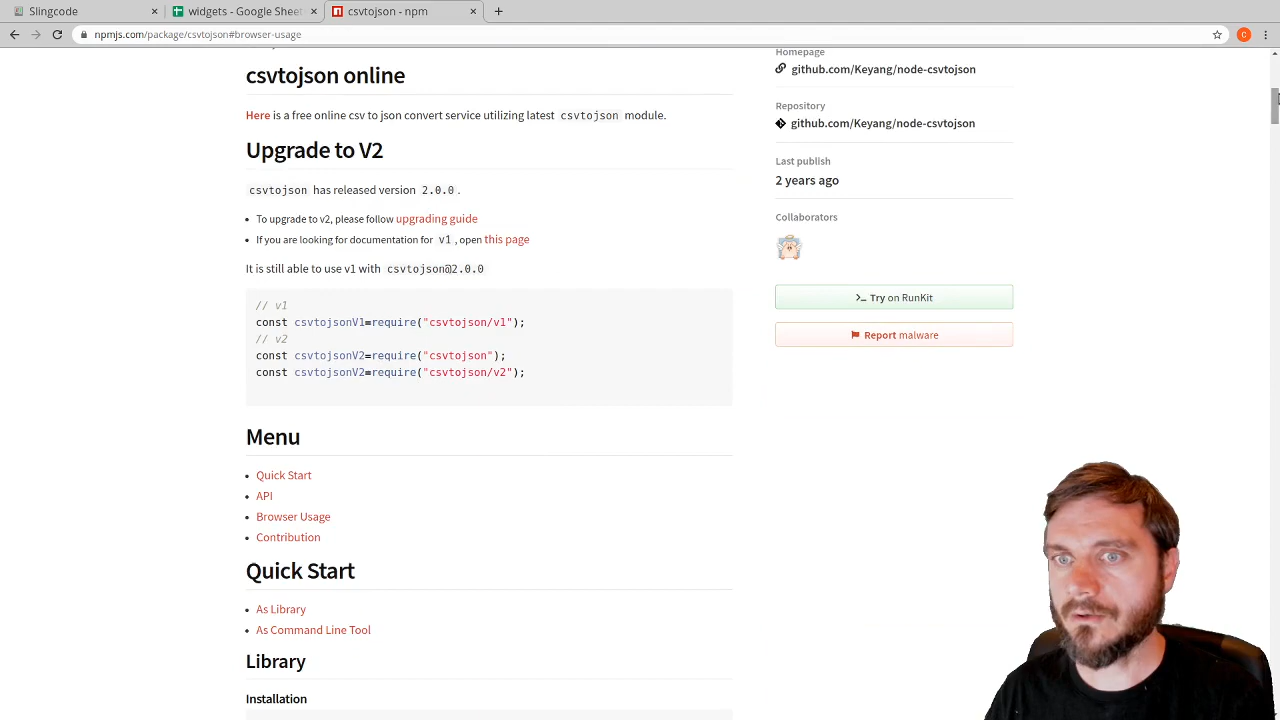 Slingcode
widgets - Google Sheet
csvtojson - npm
npmjs.com/package/csvtojson#browser-usage
C
csvtojson online
Here is a free online csv to json convert service utilizing latest csvtojson module.
Upgrade to V2
csvtojson has released version 2.0.0 .
To upgrade to v2, please follow upgrading guide
If you are looking for documentation for v1 , open this page
It is still able to use v1 with csvtojson@2.0.0
// v1
const csvtojsonV1=require("csvtojson/v1");
// v2
const csvtojsonV2=require("csvtojson");
const csvtojsonV2=require("csvtojson/v2");
Menu
Quick Start
API
Browser Usage
Contribution
Quick Start
As Library
As Command Line Tool
Library
Installation
Homepage
github.com/Keyang/node-csvtojson
Repository
github.com/Keyang/node-csvtojson
Last publish
2 years ago
Collaborators
Try on RunKit
Report malware